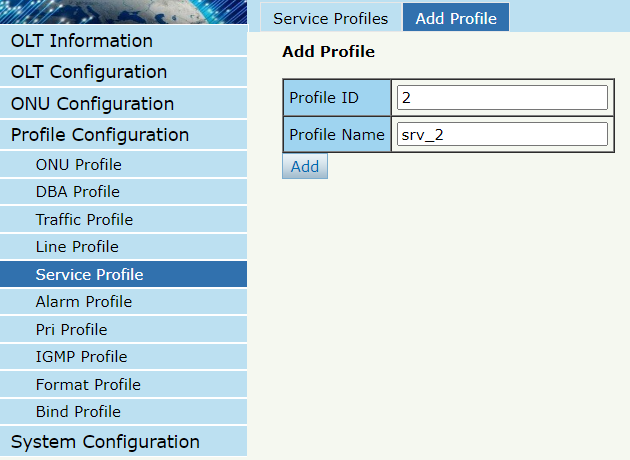 OLT Information
OLT Configuration
ONU Configuration
Profile Configuration
ONU Profile
DBA Profile
Traffic Profile
Line Profile
Service Profile
Alarm Profile
Pri Profile
IGMP Profile
Format Profile
Bind Profile
System Configuration
Service Profiles Add Profile
Add Profile
Profile ID 2
Profile Name srv_2
Add